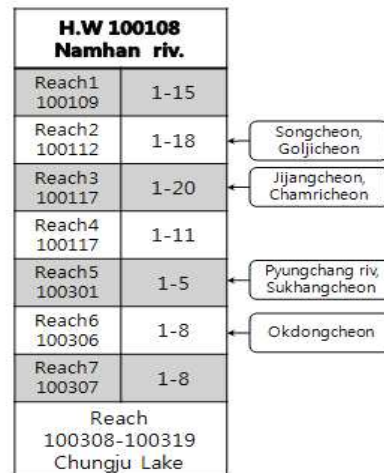 H.W 100108
Namhan riv.
Reach1
100109
1-15
Reach2
100112
1-18
Songcheon,
Goljicheon
Reach3
100117
1-20
Jijangcheon,
Chamricheon
Reach4
100117
1-11
Reach5
100301
1-5
Pyungchang riv,
Sukhangcheon
Reach6
100306
1-8
Okdongcheon
Reach7
100307
1-8
Reach
100308-100319
Chungju Lake